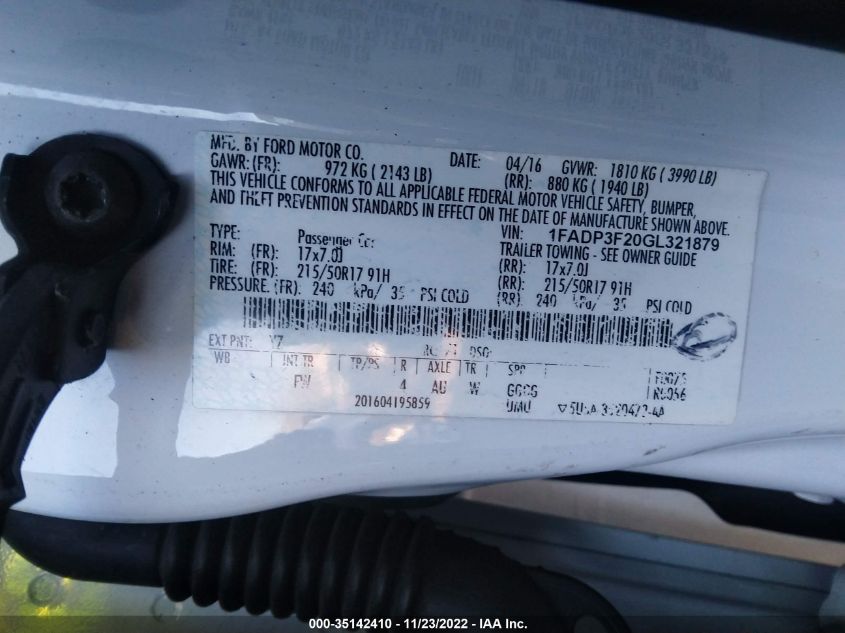 MFD. BY FORD MOTOR CO. DATE: 04/16 GVWR: 1810 KG ( 3990 LB)
GAWR: (FR): 972 KG ( 2143 LB) (RR): 880 KG ( 1940 LB)
THIS VEHICLE CONFORMS TO ALL APPLICABLE FEDERAL MOTOR VEHICLE SAFETY, BUMPER,
AND THEFT PREVENTION STANDARDS IN EFFECT ON THE DATE OF MANUFACTURE SHOWN ABOVE.
VIN: 1FADP3F20GL321879
TYPE: Passenger Car TRAILER TOWING - SEE OWNER GUIDE
RIM: (FR): 17x7.0J (RR): 17x7.0J
TIRE: (FR): 215/50R17 91H (RR): 215/50R17 91H
PRESSURE: (FR): 240 kPa/ 35 PSI COLD (RR): 240 kPa/ 35 PSI COLD
EXT PNT: DSO:
WB INT TR TP/PS R AXLE TR SPR
PW 4 AU W
201604195859 UMU
000-35142410 - 11/23/2022 - IAA Inc.